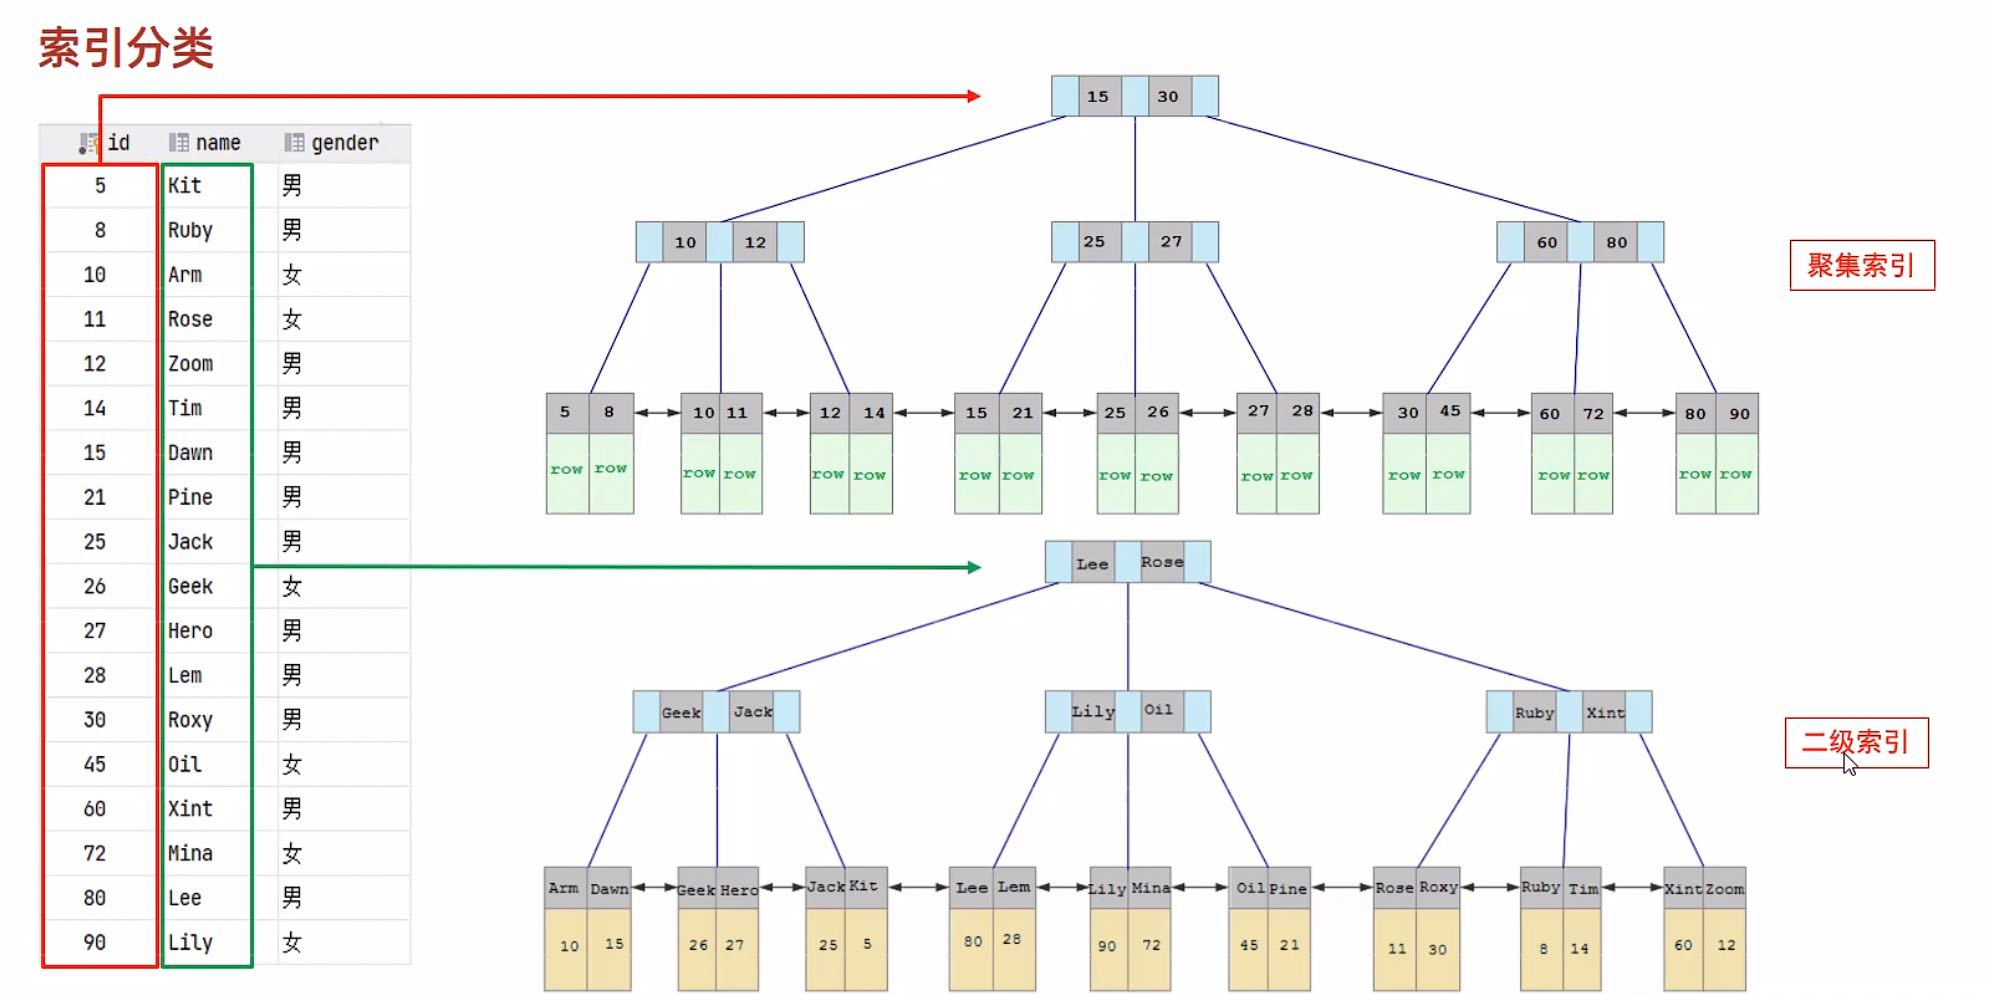 索引分类
id name gender
5 Kit 男
8 Ruby 男
10 Arm 女
11 Rose 女
12 Zoom 男
14 Tim 男
15 Dawn 男
21 Pine 男
25 Jack 男
26 Geek 女
27 Hero 男
28 Lem 男
30 Roxy 男
45 Oil 女
60 Xint 男
72 Mina 女
80 Lee 男
90 Lily 女
15 30
10 12 25 27 60 80
聚集索引
5 8 10 11 12 14 15 21 25 26 27 28 30 45 60 72 80 90
row row row row row row row row row row row row row row row row row row
Lee Rose
Geek Jack Lily Oil Ruby Xint
二级索引
Arm Dawn Geek Hero Jack Kit Lee Lem Lily Mina Oil Pine Rose Roxy Ruby Tim Xint Zoom
10 15 26 27 25 5 80 28 90 72 45 21 11 30 8 14 60 12